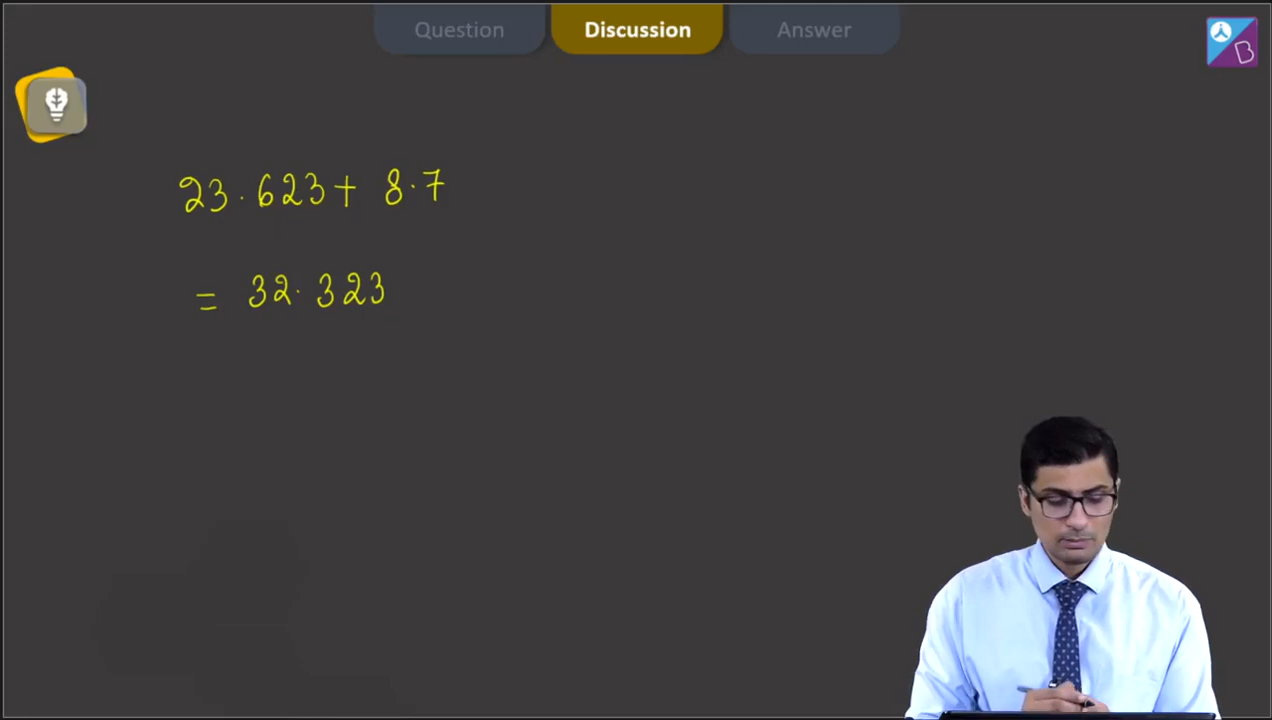 Question Discussion Answer
B
23.623+ 8.7
= 32.323